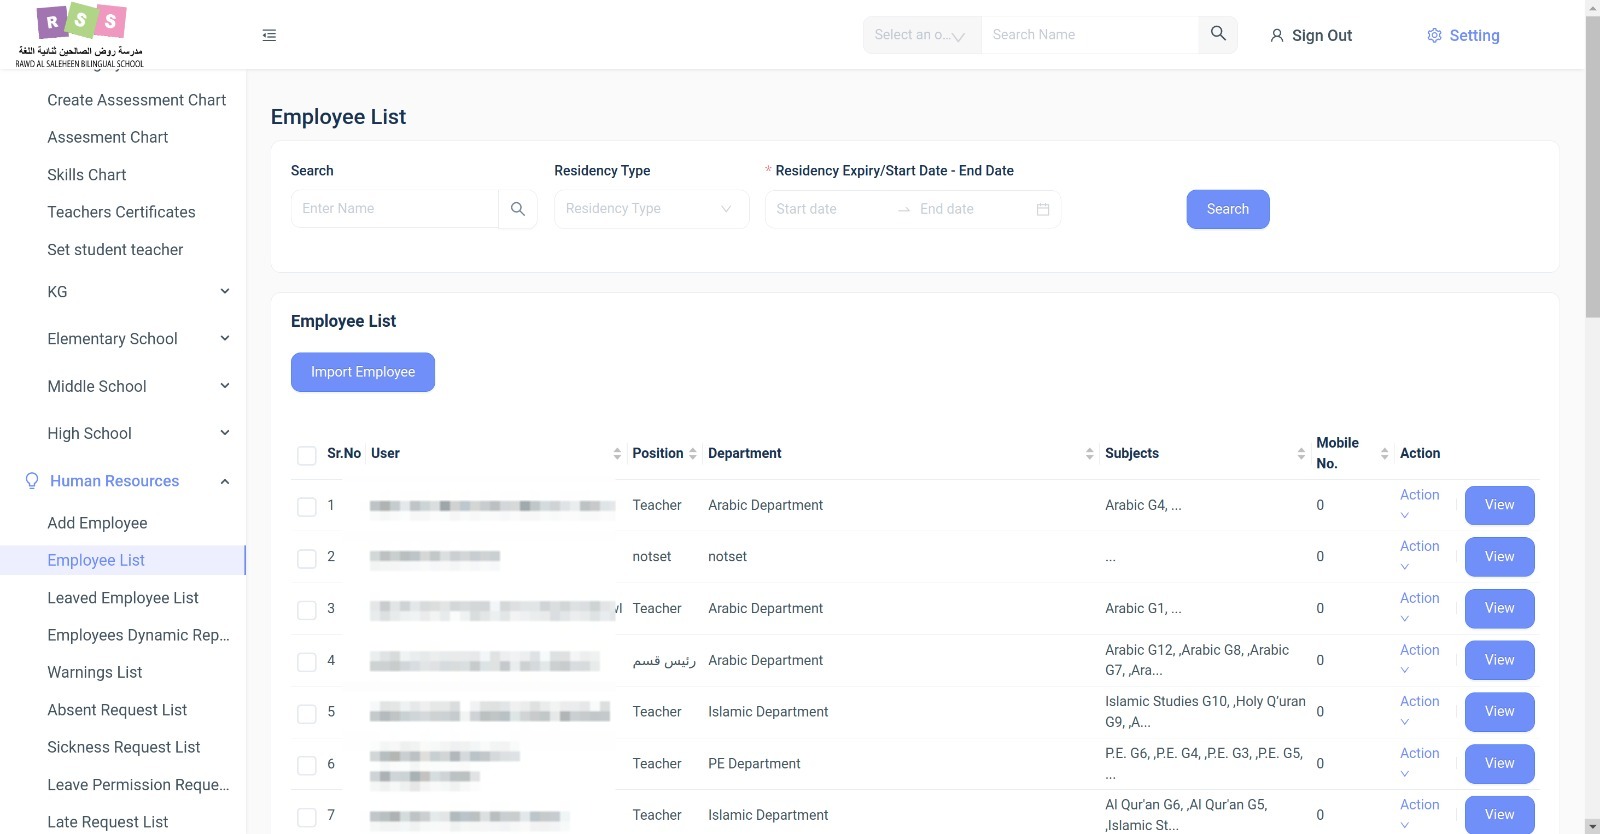 R S S
مدرسة روض الصالحين ثنائية اللغة
RAWD AL SALEHEEN BILINGUAL SCHOOL
Select an o...
Search Name
Sign Out
Setting
Create Assessment Chart
Assesment Chart
Skills Chart
Teachers Certificates
Set student teacher
KG
Elementary School
Middle School
High School
Human Resources
Add Employee
Employee List
Leaved Employee List
Employees Dynamic Rep...
Warnings List
Absent Request List
Sickness Request List
Leave Permission Reque...
Late Request List
Employee List
Search
Residency Type
* Residency Expiry/Start Date - End Date
Enter Name
Residency Type
Start date
End date
Search
Employee List
Import Employee
Sr.No User Position Department Subjects Mobile No. Action
1 Teacher Arabic Department Arabic G4, ... 0 Action View
2 notset notset ... 0 Action View
3 Teacher Arabic Department Arabic G1, ... 0 Action View
4 رئيس قسم Arabic Department Arabic G12, ,Arabic G8, ,Arabic G7, ,Ara... 0 Action View
5 Teacher Islamic Department Islamic Studies G10, ,Holy Q'uran G9, ,A... 0 Action View
6 Teacher PE Department P.E. G6, ,P.E. G4, ,P.E. G3, ,P.E. G5, ... 0 Action View
7 Teacher Islamic Department Al Qur'an G6, ,Al Qur'an G5, ,Islamic St... 0 Action View